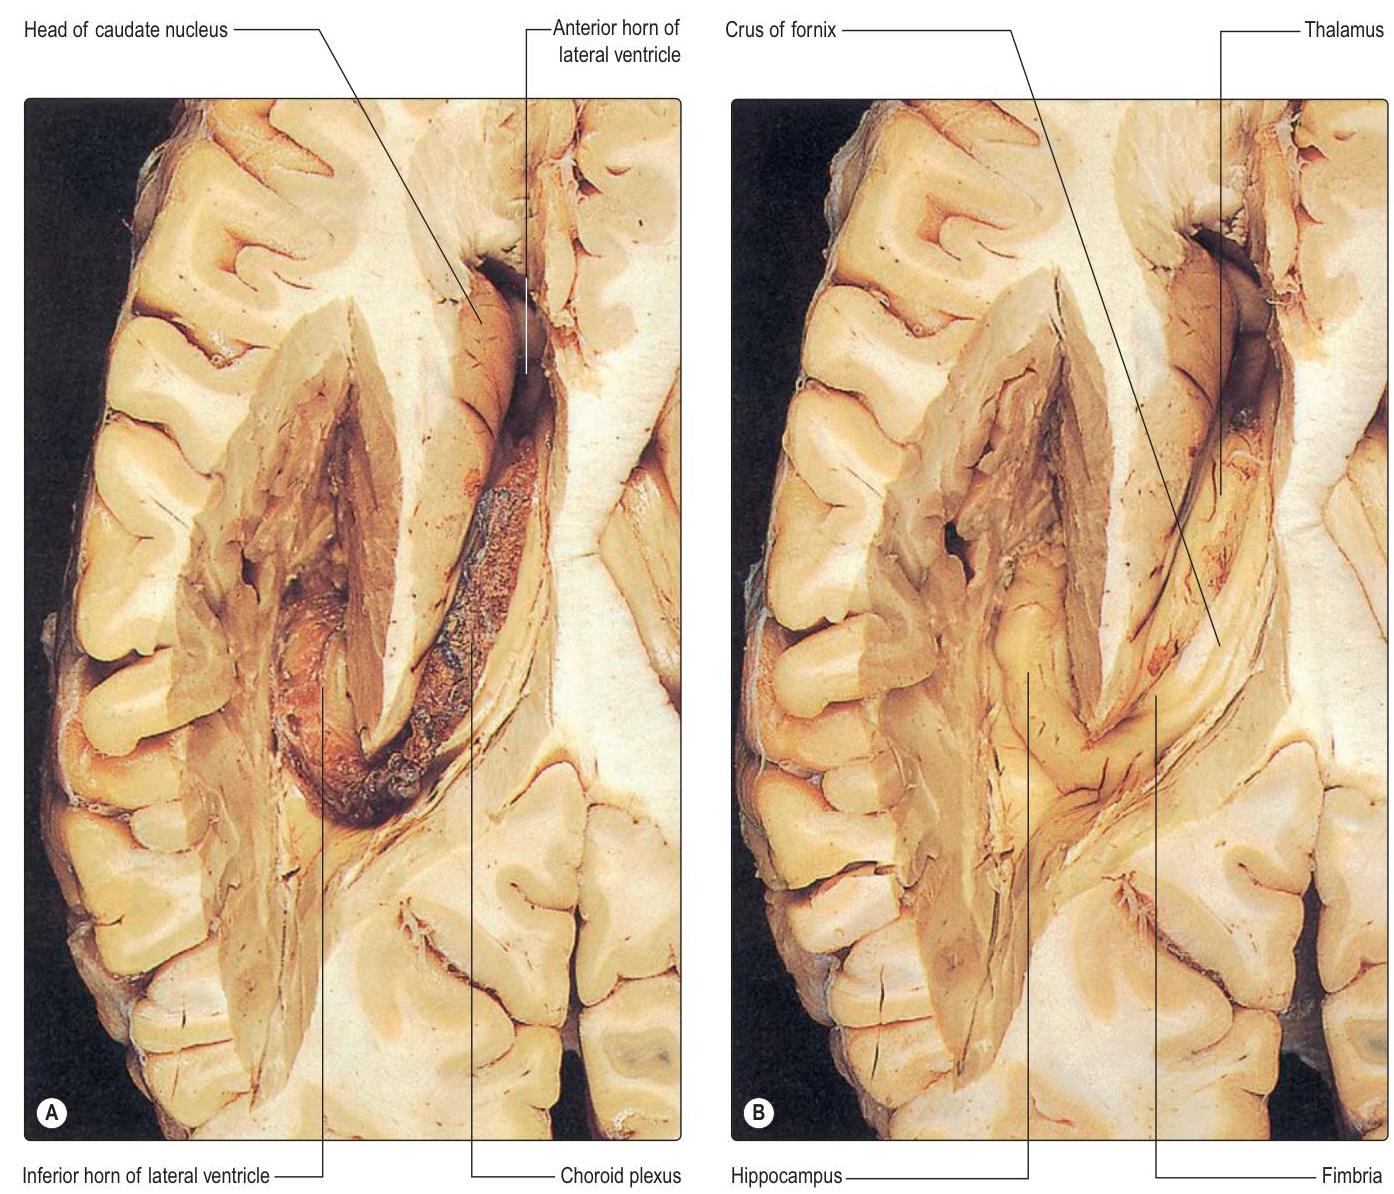 Head of caudate nucleus
Anterior horn of
lateral ventricle
Crus of fornix
Thalamus
A
B
Inferior horn of lateral ventricle
Choroid plexus
Hippocampus
Fimbria